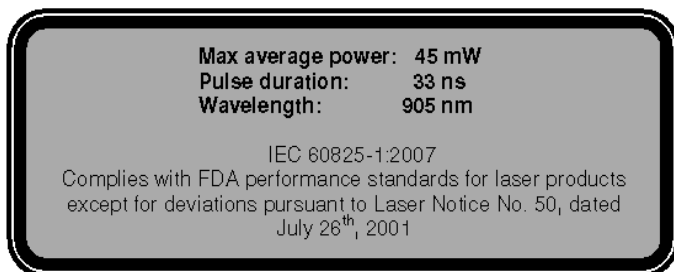 Max average power: 45 mW
Pulse duration: 33 ns
Wavelength: 905 nm
IEC 60825-1:2007
Complies with FDA performance standards for laser products
except for deviations pursuant to Laser Notice No. 50, dated
July 26th, 2001